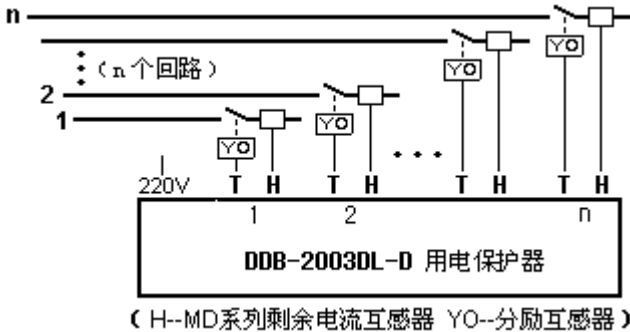 n
(n个回路)
YO
YO
2
1
YO
YO
220V
T H T H T H T H
1 2 n
DDB-2003DL-D 用电保护器
(H--MD系列剩余电流互感器 YO--分励互感器)